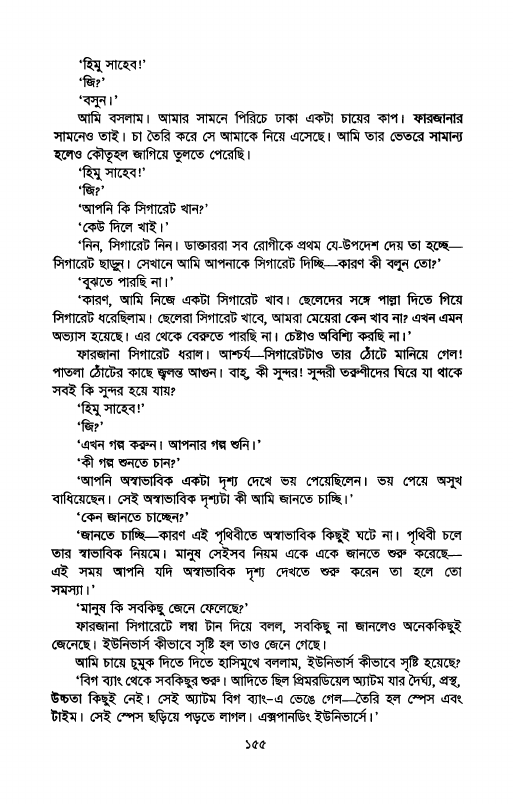 ‘হিমু সাহেব!’
‘জি?’
‘বসুন।’
আমি বসলাম। আমার সামনে পিরিচে ঢাকা একটা চায়ের কাপ। ফারজানার
সামনেও তাই। চা তৈরি করে সে আমাকে নিয়ে এসেছে। আমি তার ভেতরে সামান্য
হলেও কৌতূহল জাগিয়ে তুলতে পেরেছি।
‘হিমু সাহেব!’
‘জি?’
‘আপনি কি সিগারেট খান?’
‘কেউ দিলে খাই।’
‘নিন, সিগারেট নিন। ডাক্তাররা সব রোগীকে প্রথম যে-উপদেশ দেয় তা হচ্ছে—
সিগারেট ছাড়ুন। সেখানে আমি আপনাকে সিগারেট দিচ্ছি—কারণ কী বলুন তো?’
‘বুঝতে পারছি না।’
‘কারণ, আমি নিজে একটা সিগারেট খাব। ছেলেদের সঙ্গে পাল্লা দিতে গিয়ে
সিগারেট ধরেছিলাম। ছেলেরা সিগারেট খাবে, আমরা মেয়েরা কেন খাব না? এখন এমন
অভ্যাস হয়েছে। এর থেকে বেরুতে পারছি না। চেষ্টাও অবিশ্যি করছি না।’
ফারজানা সিগারেট ধরাল। আশ্চর্য—সিগারেটটাও তার ঠোঁটে মানিয়ে গেল!
পাতলা ঠোঁটের কাছে জ্বলন্ত আগুন। বাহ্, কী সুন্দর! সুন্দরী তরুণীদের ঘিরে যা থাকে
সবই কি সুন্দর হয়ে যায়?
‘হিমু সাহেব!’
‘জি?’
‘এখন গল্প করুন। আপনার গল্প শুনি।’
‘কী গল্প শুনতে চান?’
‘আপনি অস্বাভাবিক একটা দৃশ্য দেখে ভয় পেয়েছিলেন। ভয় পেয়ে অসুখ
বাধিয়েছেন। সেই অস্বাভাবিক দৃশ্যটা কী আমি জানতে চাচ্ছি।’
‘কেন জানতে চাচ্ছেন?’
‘জানতে চাচ্ছি—কারণ এই পৃথিবীতে অস্বাভাবিক কিছুই ঘটে না। পৃথিবী চলে
তার স্বাভাবিক নিয়মে। মানুষ সেইসব নিয়ম একে একে জানতে শুরু করেছে—
এই সময় আপনি যদি অস্বাভাবিক দৃশ্য দেখতে শুরু করেন তা হলে তো
সমস্যা।’
‘মানুষ কি সবকিছু জেনে ফেলেছে?’
ফারজানা সিগারেটে লম্বা টান দিয়ে বলল, সবকিছু না জানলেও অনেককিছুই
জেনেছে। ইউনিভার্স কীভাবে সৃষ্টি হল তাও জেনে গেছে।
আমি চায়ে চুমুক দিতে দিতে হাসিমুখে বললাম, ইউনিভার্স কীভাবে সৃষ্টি হয়েছে?
‘বিগ ব্যাং থেকে সবকিছুর শুরু। আদিতে ছিল প্রিমরডিয়েল অ্যাটম যার দৈর্ঘ্য, প্রস্থ,
উচ্চতা কিছুই নেই। সেই অ্যাটম বিগ ব্যাং-এ ভেঙে গেল—তৈরি হল স্পেস এবং
টাইম। সেই স্পেস ছড়িয়ে পড়তে লাগল। এক্সপানডিং ইউনিভার্সে।’
১৫৫